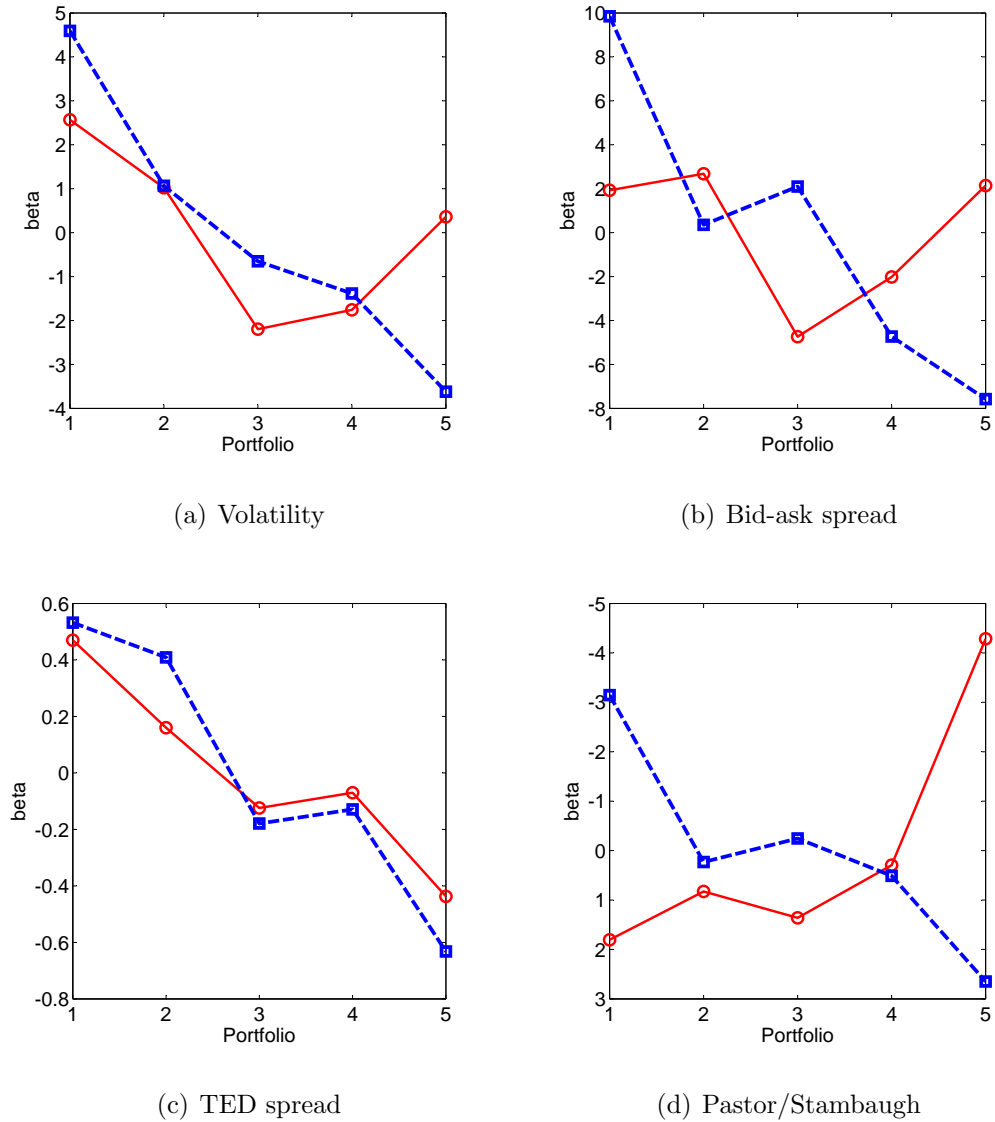 5
4
3
2
1
0
-1
-2
-3
-4
beta
1 2 3 4 5
Portfolio
(a) Volatility
10
8
6
4
2
0
-2
-4
-6
-8
beta
1 2 3 4 5
Portfolio
(b) Bid-ask spread
0.6
0.4
0.2
0
-0.2
-0.4
-0.6
-0.8
beta
1 2 3 4 5
Portfolio
(c) TED spread
-5
-4
-3
-2
-1
0
1
2
3
beta
1 2 3 4 5
Portfolio
(d) Pastor/Stambaugh